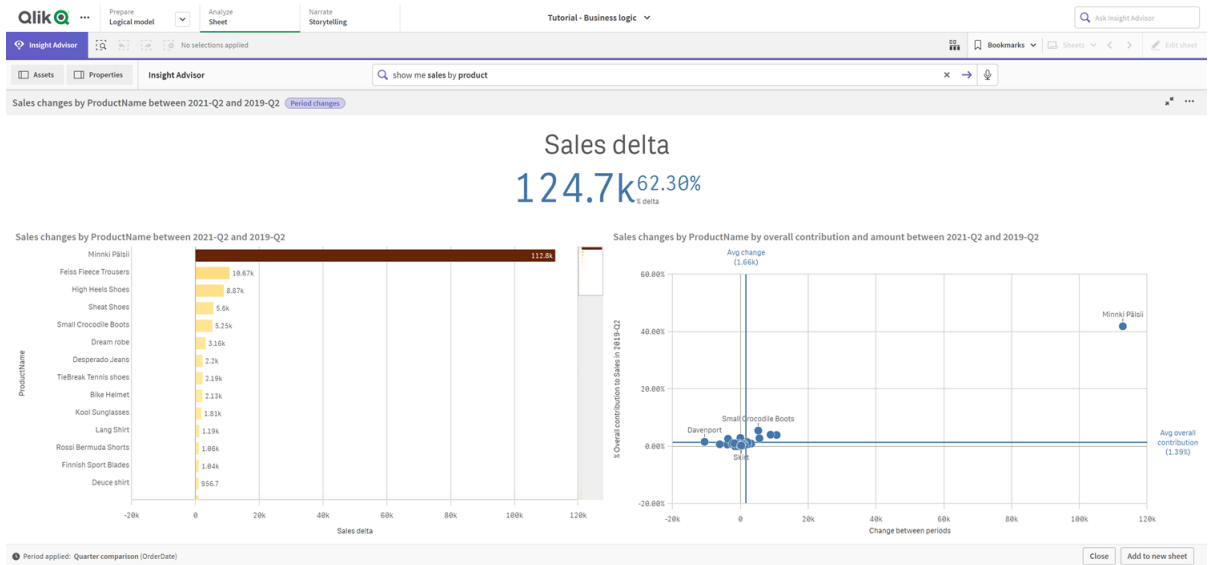 Qlik
Prepare
Logical model
Analyze
Sheet
Narrate
Storytelling
Tutorial - Business logic
Ask Insight Advisor
Insight Advisor
No selections applied
Bookmarks
Sheets
Edit sheet
Assets
Properties
Insight Advisor
show me sales by product
Sales changes by ProductName between 2021-Q2 and 2019-Q2
Period changes
Sales delta
124.7k
62.30%
% delta
Sales changes by ProductName between 2021-Q2 and 2019-Q2
ProductName
Minnki Pälsii 112.8k
Feiss Fleece Trousers 10.67k
High Heels Shoes 8.87k
Sheat Shoes 5.6k
Small Crocodile Boots 5.25k
Dream robe 3.16k
Desperado Jeans 2.2k
TieBreak Tennis shoes 2.19k
Bike Helmet 2.13k
Kool Sunglasses 1.81k
Lang Shirt 1.19k
Rossi Bermuda Shorts 1.06k
Finnish Sport Blades 1.04k
Deuce shirt 956.7
-20k 0 20k 40k 60k 80k 100k 120k
Sales delta
Sales changes by ProductName by overall contribution and amount between 2021-Q2 and 2019-Q2
Avg change
(1.66k)
% Overall contribution to Sales in 2019-Q2
60.00%
40.00%
20.00%
0.00%
-20.00%
Minnki Pälsii
Small Crocodile Boots
Davenport
Skirt
Avg overall
contribution
(1.39%)
-20k 0 20k 40k 60k 80k 100k 120k
Change between periods
Period applied: Quarter comparison (OrderDate)
Close
Add to new sheet